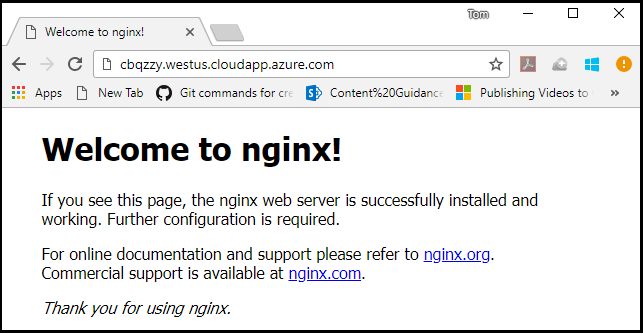 Tom
Welcome to nginx!
cbqzzy.westus.cloudapp.azure.com
Apps New Tab Git commands for cre Content%20Guidanc Publishing Videos to
Welcome to nginx!
If you see this page, the nginx web server is successfully installed and
working. Further configuration is required.
For online documentation and support please refer to nginx.org.
Commercial support is available at nginx.com.
Thank you for using nginx.